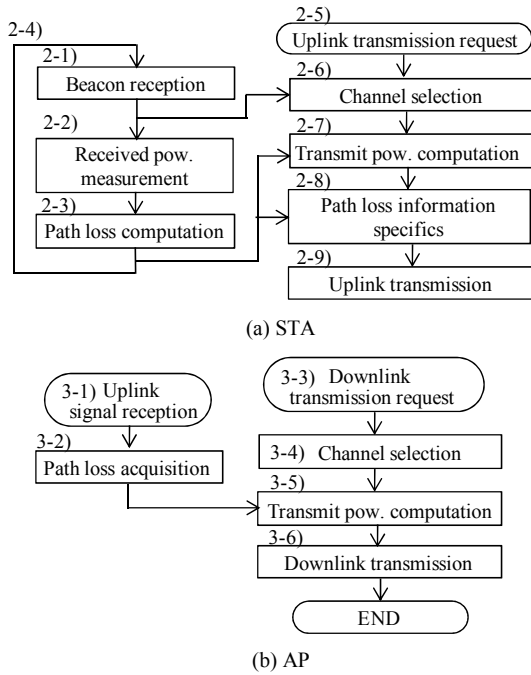 2-4)
2-1)
Beacon reception
2-2)
Received pow.
measurement
2-3)
Path loss computation
2-5)
Uplink transmission request
2-6)
Channel selection
2-7)
Transmit pow. computation
2-8)
Path loss information
specifics
2-9)
Uplink transmission
(a) STA
3-1) Uplink
signal reception
3-2)
Path loss acquisition
3-3) Downlink
transmission request
3-4) Channel selection
3-5)
Transmit pow. computation
3-6)
Downlink transmission
END
(b) AP